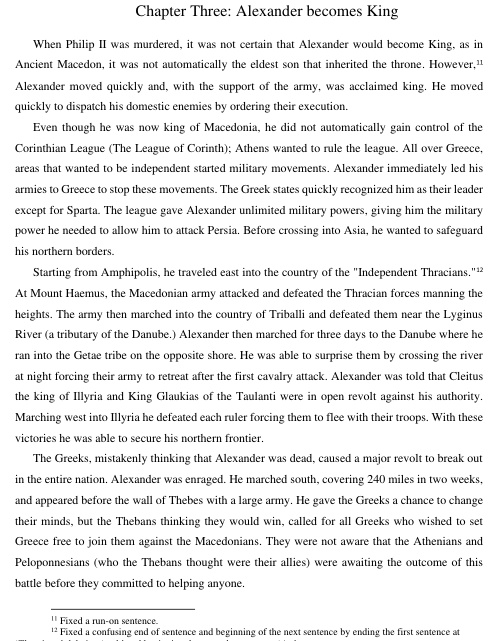 Chapter Three: Alexander becomes King
When Philip II was murdered, it was not certain that Alexander would become King, as in
Ancient Macedon, it was not automatically the eldest son that inherited the throne. However,¹¹
Alexander moved quickly and, with the support of the army, was acclaimed king. He moved
quickly to dispatch his domestic enemies by ordering their execution.
Even though he was now king of Macedonia, he did not automatically gain control of the
Corinthian League (The League of Corinth); Athens wanted to rule the league. All over Greece,
areas that wanted to be independent started military movements. Alexander immediately led his
armies to Greece to stop these movements. The Greek states quickly recognized him as their leader
except for Sparta. The league gave Alexander unlimited military powers, giving him the military
power he needed to allow him to attack Persia. Before crossing into Asia, he wanted to safeguard
his northern borders.
Starting from Amphipolis, he traveled east into the country of the "Independent Thracians."¹²
At Mount Haemus, the Macedonian army attacked and defeated the Thracian forces manning the
heights. The army then marched into the country of Triballi and defeated them near the Lyginus
River (a tributary of the Danube.) Alexander then marched for three days to the Danube where he
ran into the Getae tribe on the opposite shore. He was able to surprise them by crossing the river
at night forcing their army to retreat after the first cavalry attack. Alexander was told that Cleitus
the king of Illyria and King Glaukias of the Taulanti were in open revolt against his authority.
Marching west into Illyria he defeated each ruler forcing them to flee with their troops. With these
victories he was able to secure his northern frontier.
The Greeks, mistakenly thinking that Alexander was dead, caused a major revolt to break out
in the entire nation. Alexander was enraged. He marched south, covering 240 miles in two weeks,
and appeared before the wall of Thebes with a large army. He gave the Greeks a chance to change
their minds, but the Thebans thinking they would win, called for all Greeks who wished to set
Greece free to join them against the Macedonians. They were not aware that the Athenians and
Peloponnesians (who the Thebans thought were their allies) were awaiting the outcome of this
battle before they committed to helping anyone.
¹¹ Fixed a run-on sentence.
¹² Fixed a confusing end of sentence and beginning of the next sentence by ending the first sentence at